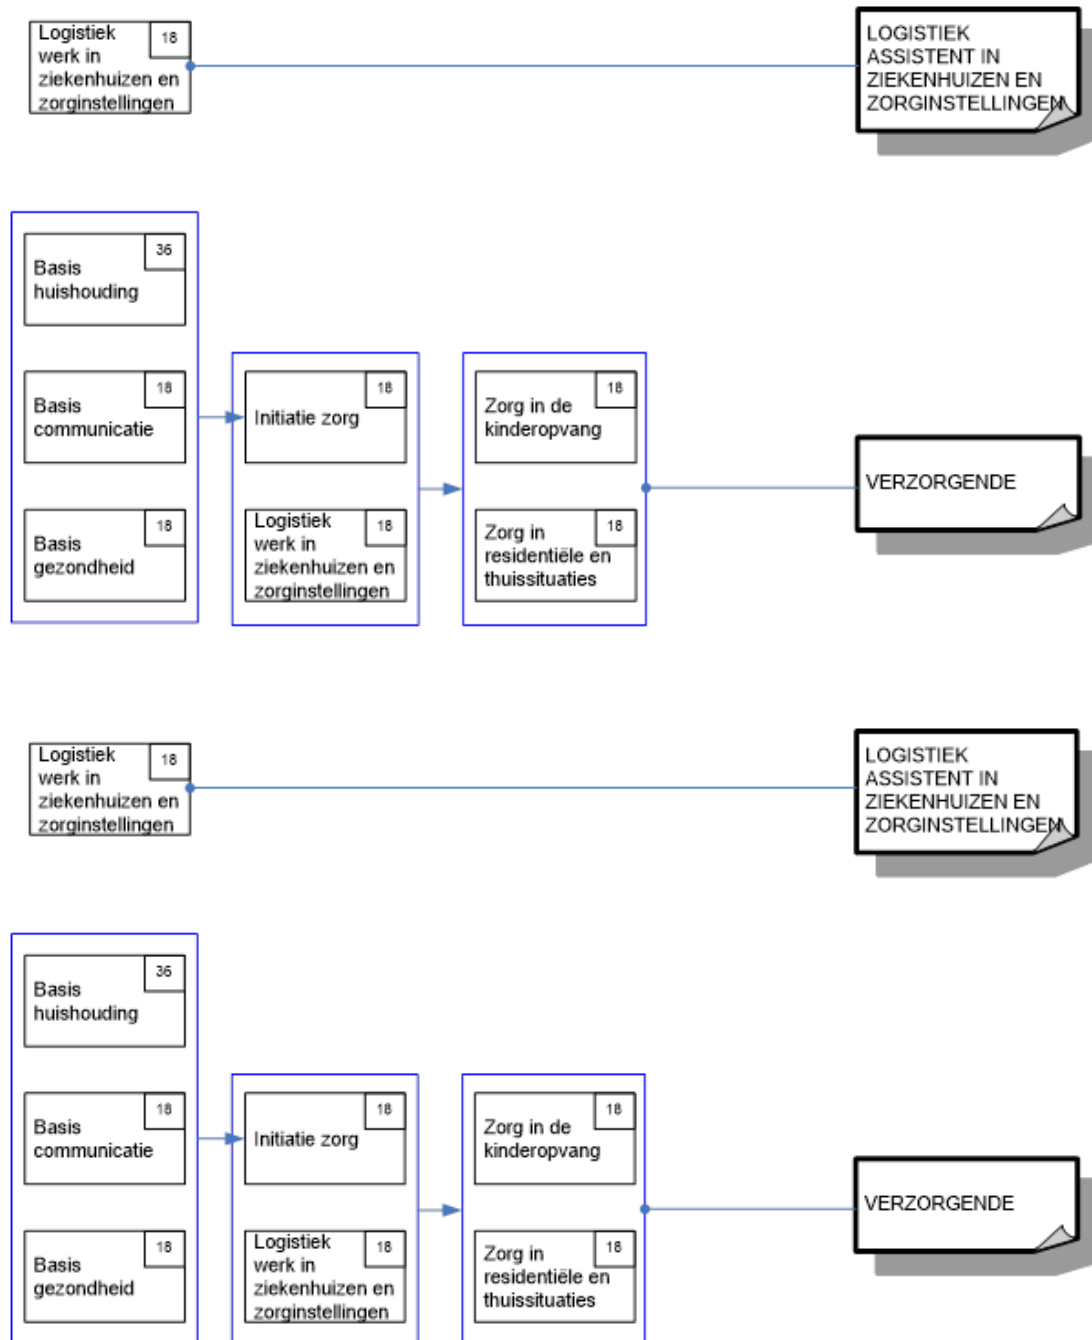 Logistiek
werk in
ziekenhuizen en
zorginstellingen
18
LOGISTIEK
ASSISTENT IN
ZIEKENHUIZEN EN
ZORGINSTELLINGEN
Basis
huishouding
36
Basis
communicatie
18
Basis
gezondheid
18
Initiatie zorg
18
Logistiek
werk in
ziekenhuizen en
zorginstellingen
18
Zorg in de
kinderopvang
18
Zorg in
residentiële en
thuissituaties
18
VERZORGENDE
Logistiek
werk in
ziekenhuizen en
zorginstellingen
18
LOGISTIEK
ASSISTENT IN
ZIEKENHUIZEN EN
ZORGINSTELLINGEN
Basis
huishouding
36
Basis
communicatie
18
Basis
gezondheid
18
Initiatie zorg
18
Logistiek
werk in
ziekenhuizen en
zorginstellingen
18
Zorg in de
kinderopvang
18
Zorg in
residentiële en
thuissituaties
18
VERZORGENDE